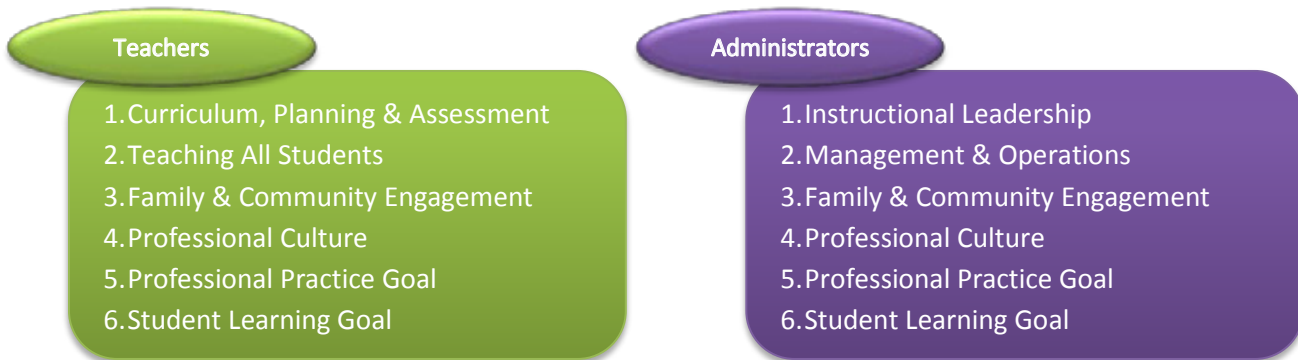 Teachers
1.Curriculum, Planning & Assessment
2.Teaching All Students
3.Family & Community Engagement
4.Professional Culture
5.Professional Practice Goal
6.Student Learning Goal
Administrators
1.Instructional Leadership
2.Management & Operations
3.Family & Community Engagement
4.Professional Culture
5.Professional Practice Goal
6.Student Learning Goal